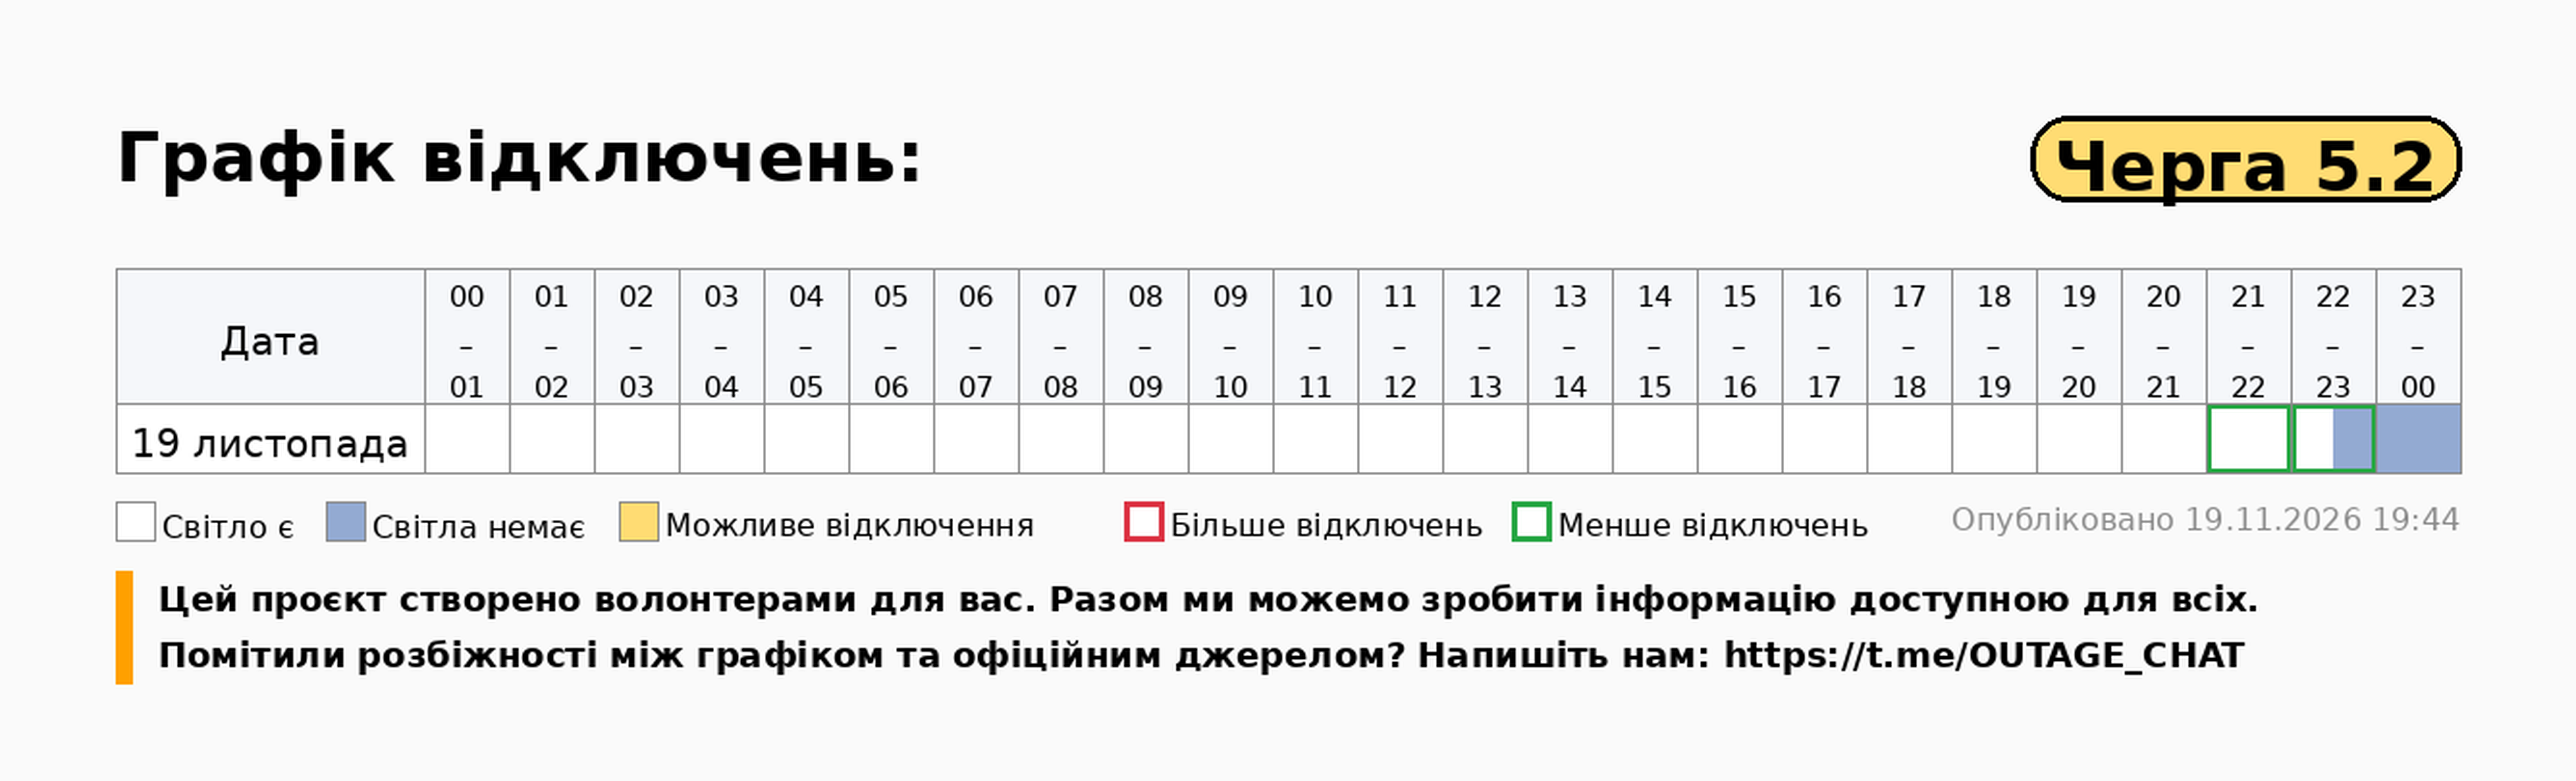 Графік відключень:
Черга 5.2
Дата 00 – 01 01 – 02 02 – 03 03 – 04 04 – 05 05 – 06 06 – 07 07 – 08 08 – 09 09 – 10 10 – 11 11 – 12 12 – 13 13 – 14 14 – 15 15 – 16 16 – 17 17 – 18 18 – 19 19 – 20 20 – 21 21 – 22 22 – 23 23 – 00
19 листопада
Світло є Світла немає Можливе відключення Більше відключень Менше відключень Опубліковано 19.11.2026 19:44
Цей проєкт створено волонтерами для вас. Разом ми можемо зробити інформацію доступною для всіх.
Помітили розбіжності між графіком та офіційним джерелом? Напишіть нам: https://t.me/OUTAGE_CHAT